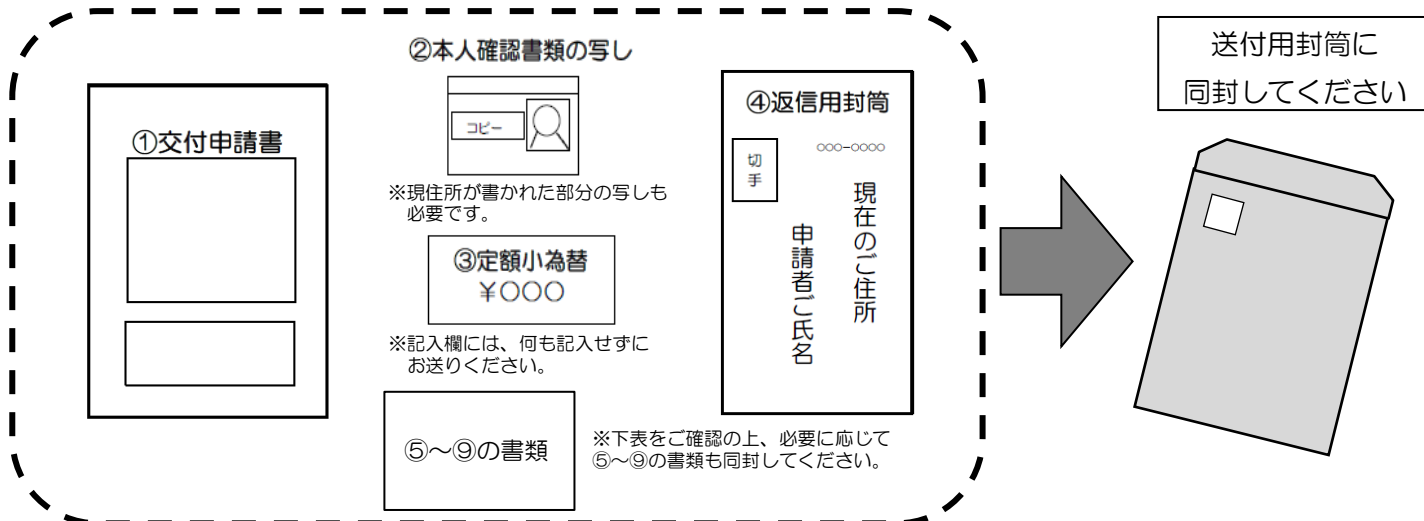 ①交付申請書
②本人確認書類の写し
コピー
※現住所が書かれた部分の写しも
必要です。
③定額小為替
￥○○○
※記入欄には、何も記入せずに
お送りください。
⑤～⑨の書類
※下表をご確認の上、必要に応じて
⑤～⑨の書類も同封してください。
④返信用封筒
切手
○○○-○○○○
現在のご住所
申請者ご氏名
送付用封筒に
同封してください